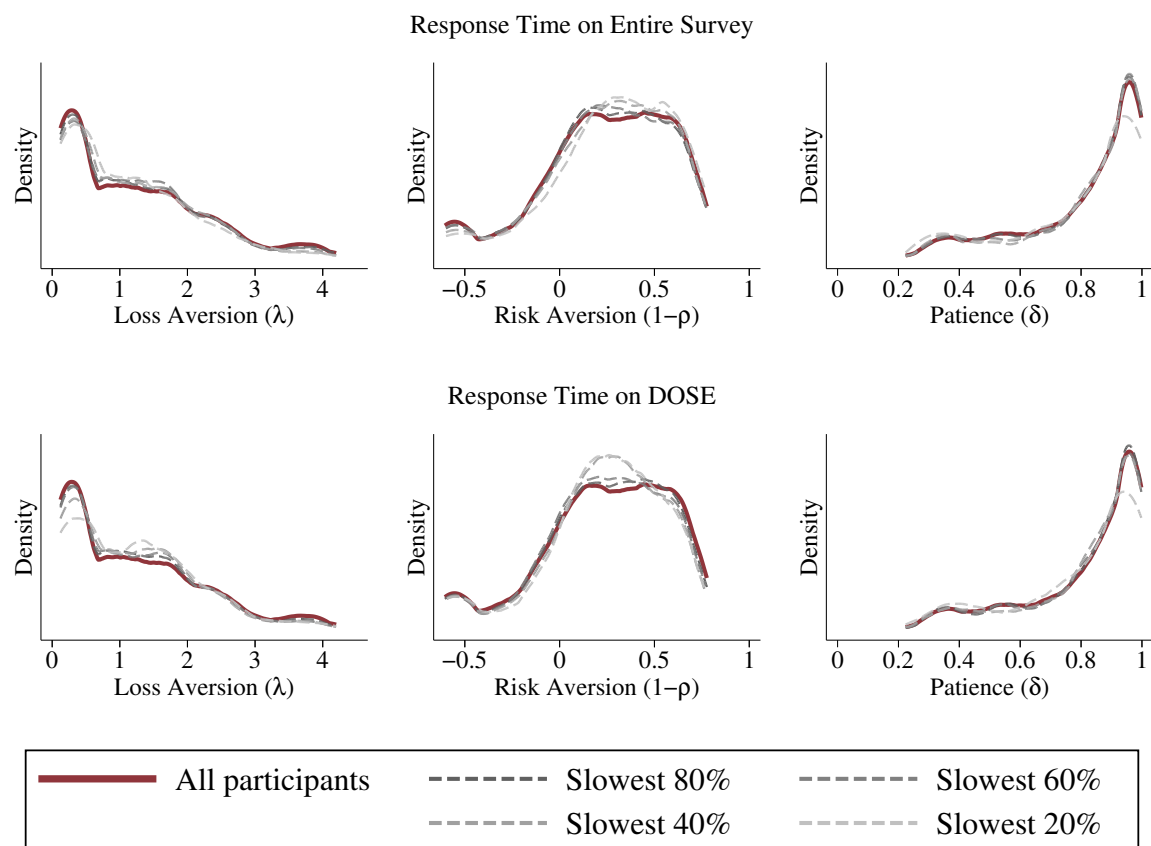 Response Time on Entire Survey
Density
0 1 2 3 4
Loss Aversion (λ)
Density
−0.5 0 0.5 1
Risk Aversion (1−ρ)
Density
0 0.2 0.4 0.6 0.8 1
Patience (δ)
Response Time on DOSE
Density
0 1 2 3 4
Loss Aversion (λ)
Density
−0.5 0 0.5 1
Risk Aversion (1−ρ)
Density
0 0.2 0.4 0.6 0.8 1
Patience (δ)
All participants Slowest 80% Slowest 60%
Slowest 40% Slowest 20%